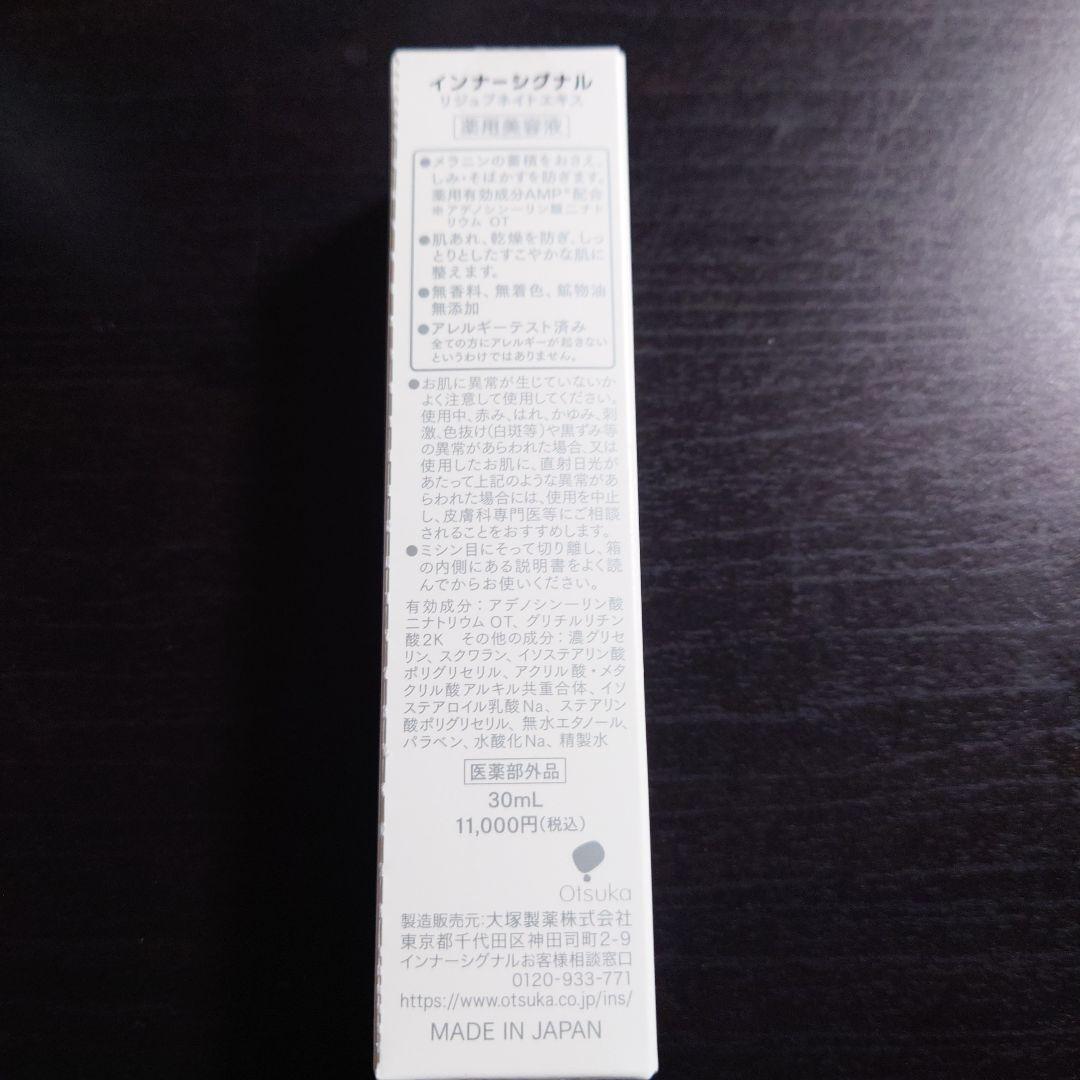 インナーシグナル
リジュブネイトエキス
薬用美容液
●メラニンの蓄積をおさえ、
しみ・そばかすを防ぎます。
薬用有効成分AMP※配合
※アデノシン一リン酸二ナト
リウム OT
●肌あれ、乾燥を防ぎ、しっ
とりとしたすこやかな肌に
整えます。
●無香料、無着色、鉱物油
無添加
●アレルギーテスト済み
全ての方にアレルギーが起きない
というわけではありません。
●お肌に異常が生じていないか
よく注意して使用してください。
使用中、赤み、はれ、かゆみ、刺
激、色抜け(白斑等)や黒ずみ等
の異常があらわれた場合、又は
使用したお肌に、直射日光が
あたって上記のような異常があ
らわれた場合には、使用を中止
し、皮膚科専門医等にご相談
されることをおすすめします。
●ミシン目にそって切り離し、箱
の内側にある説明書をよく読
んでからお使いください。
有効成分：アデノシン一リン酸
二ナトリウム OT、グリチルリチン
酸2K その他の成分：濃グリセ
リン、スクワラン、イソステアリン酸
ポリグリセリル、アクリル酸・メタ
クリル酸アルキル共重合体、イソ
ステアロイル乳酸Na、ステアリン
酸ポリグリセリル、無水エタノール、
パラベン、水酸化Na、精製水
医薬部外品
30mL
11,000円(税込)
Otsuka
製造販売元:大塚製薬株式会社
東京都千代田区神田司町2-9
インナーシグナルお客様相談窓口
0120-933-771
https://www.otsuka.co.jp/ins/
MADE IN JAPAN